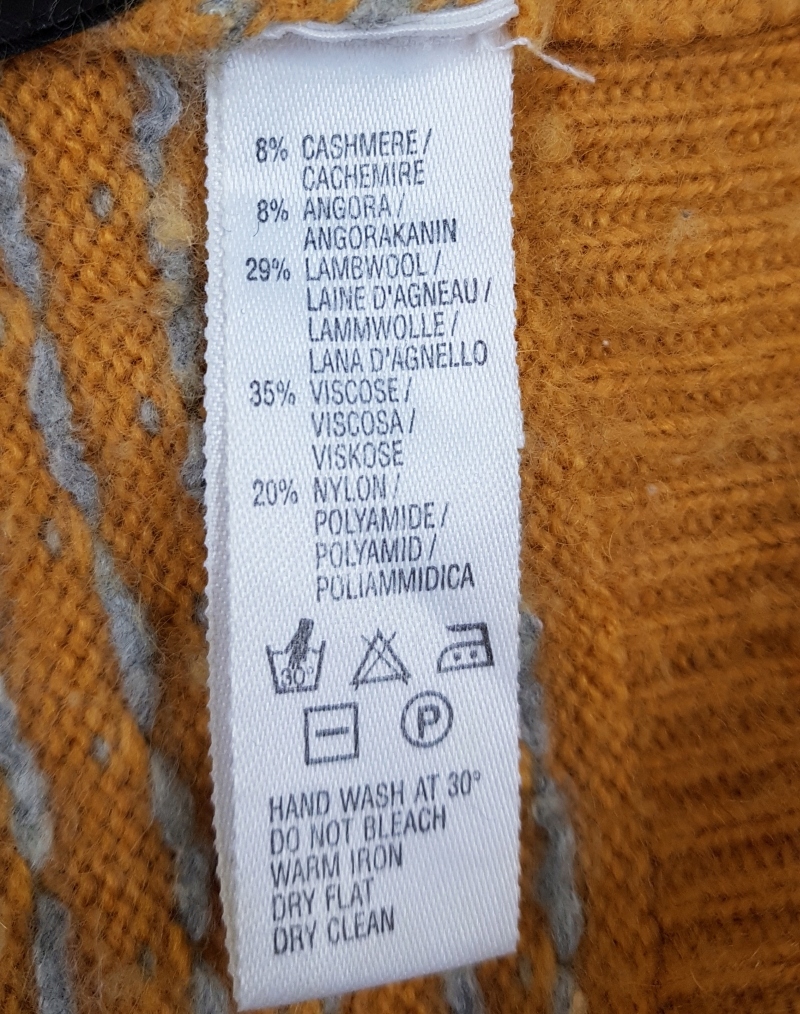 8% CASHMERE /
CACHEMIRE
8% ANGORA /
ANGORAKANIN
29% LAMBWOOL /
LAINE D'AGNEAU /
LAMMWOLLE /
LANA D'AGNELLO
35% VISCOSE /
VISCOSA /
VISKOSE
20% NYLON /
POLYAMIDE /
POLYAMID /
POLIAMMIDICA
30°
P
HAND WASH AT 30°
DO NOT BLEACH
WARM IRON
DRY FLAT
DRY CLEAN